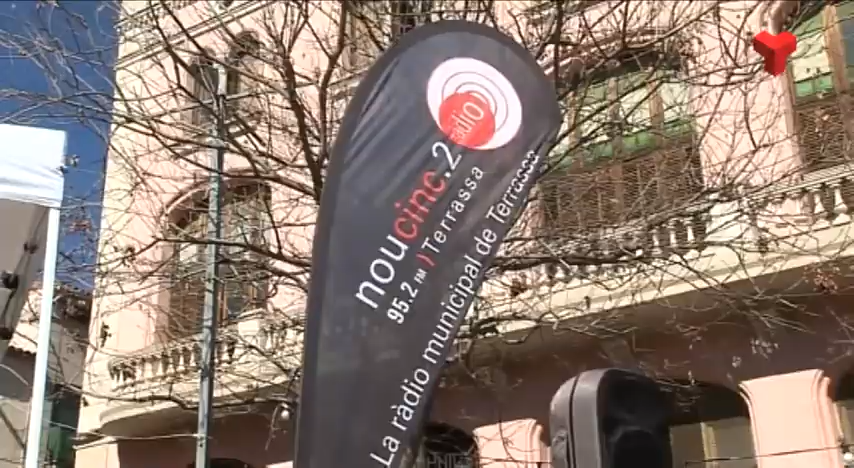 ràdio
noucinc.2
95.2 FM ) Terrassa
La ràdio municipal de Terrassa